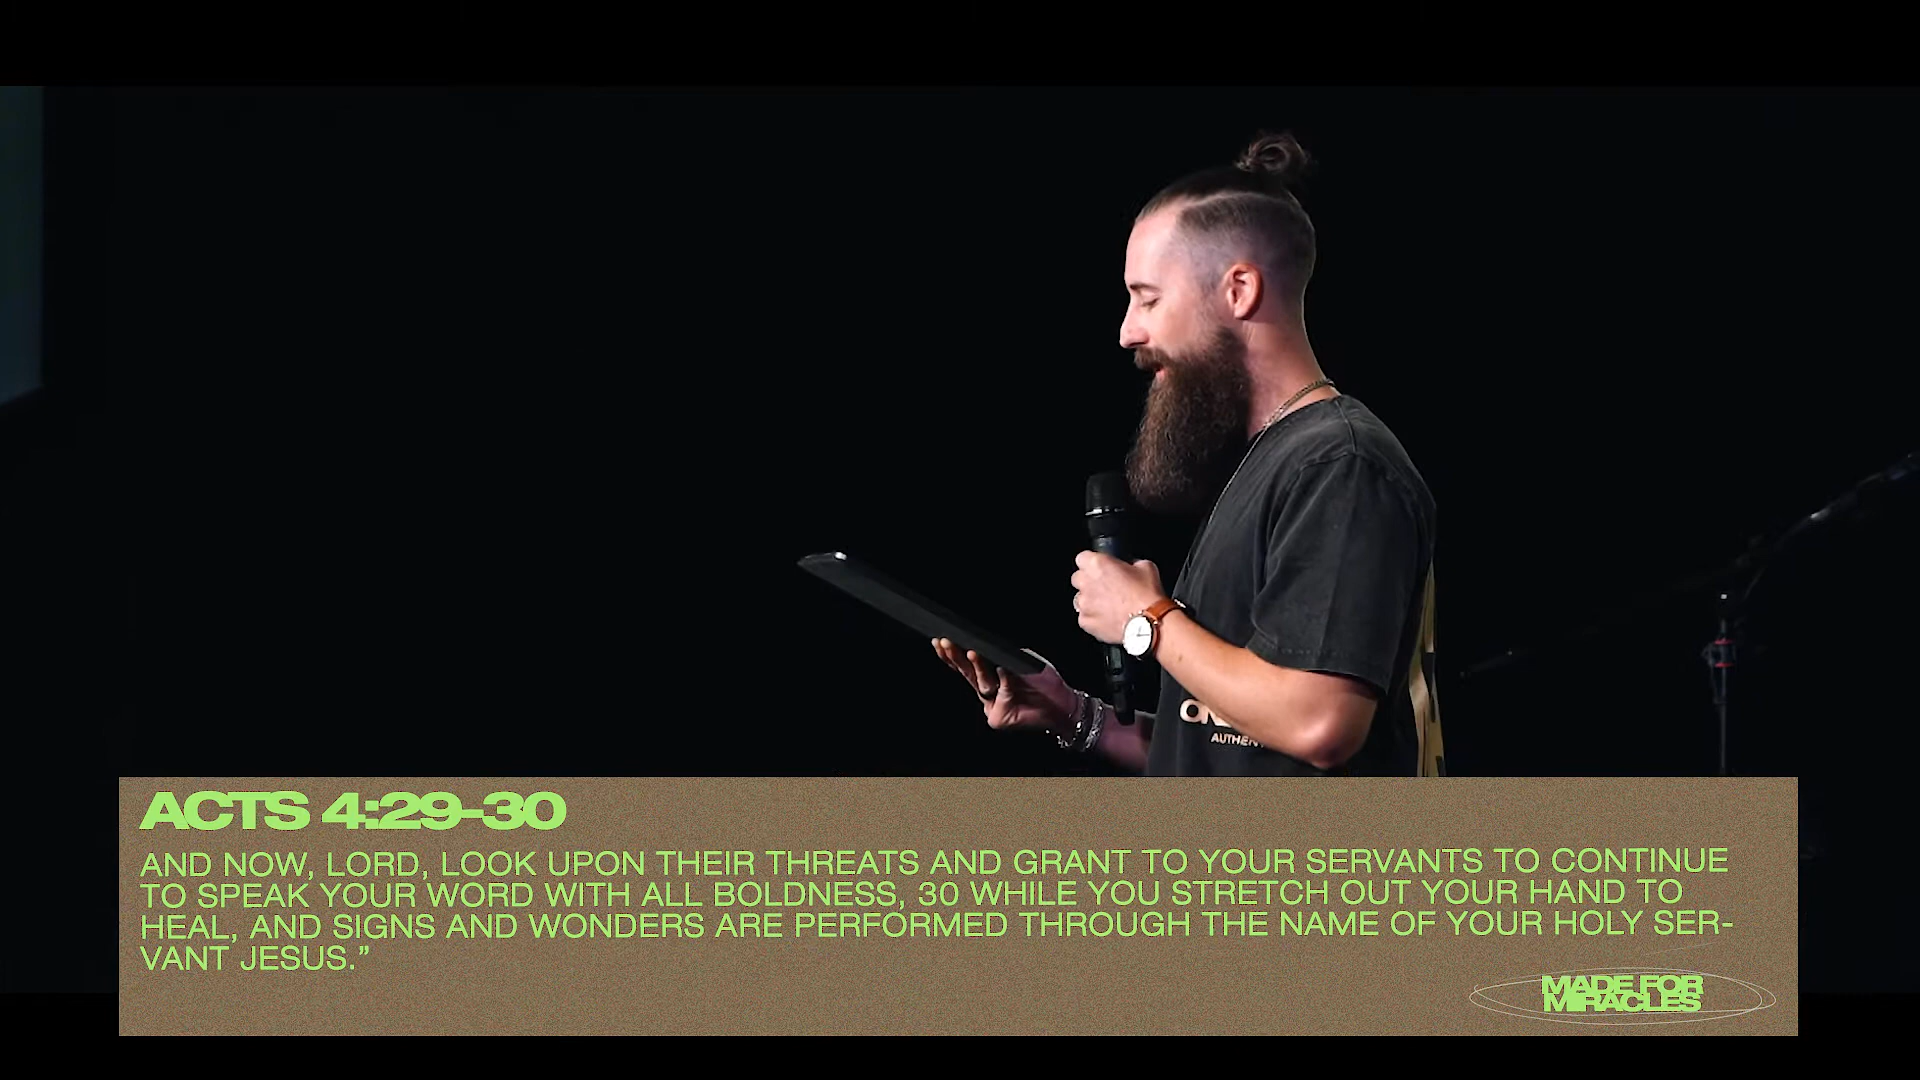 ACTS 4:29-30
AND NOW, LORD, LOOK UPON THEIR THREATS AND GRANT TO YOUR SERVANTS TO CONTINUE
TO SPEAK YOUR WORD WITH ALL BOLDNESS, 30 WHILE YOU STRETCH OUT YOUR HAND TO
HEAL, AND SIGNS AND WONDERS ARE PERFORMED THROUGH THE NAME OF YOUR HOLY SER-
VANT JESUS.”
MADE FOR
MIRACLES